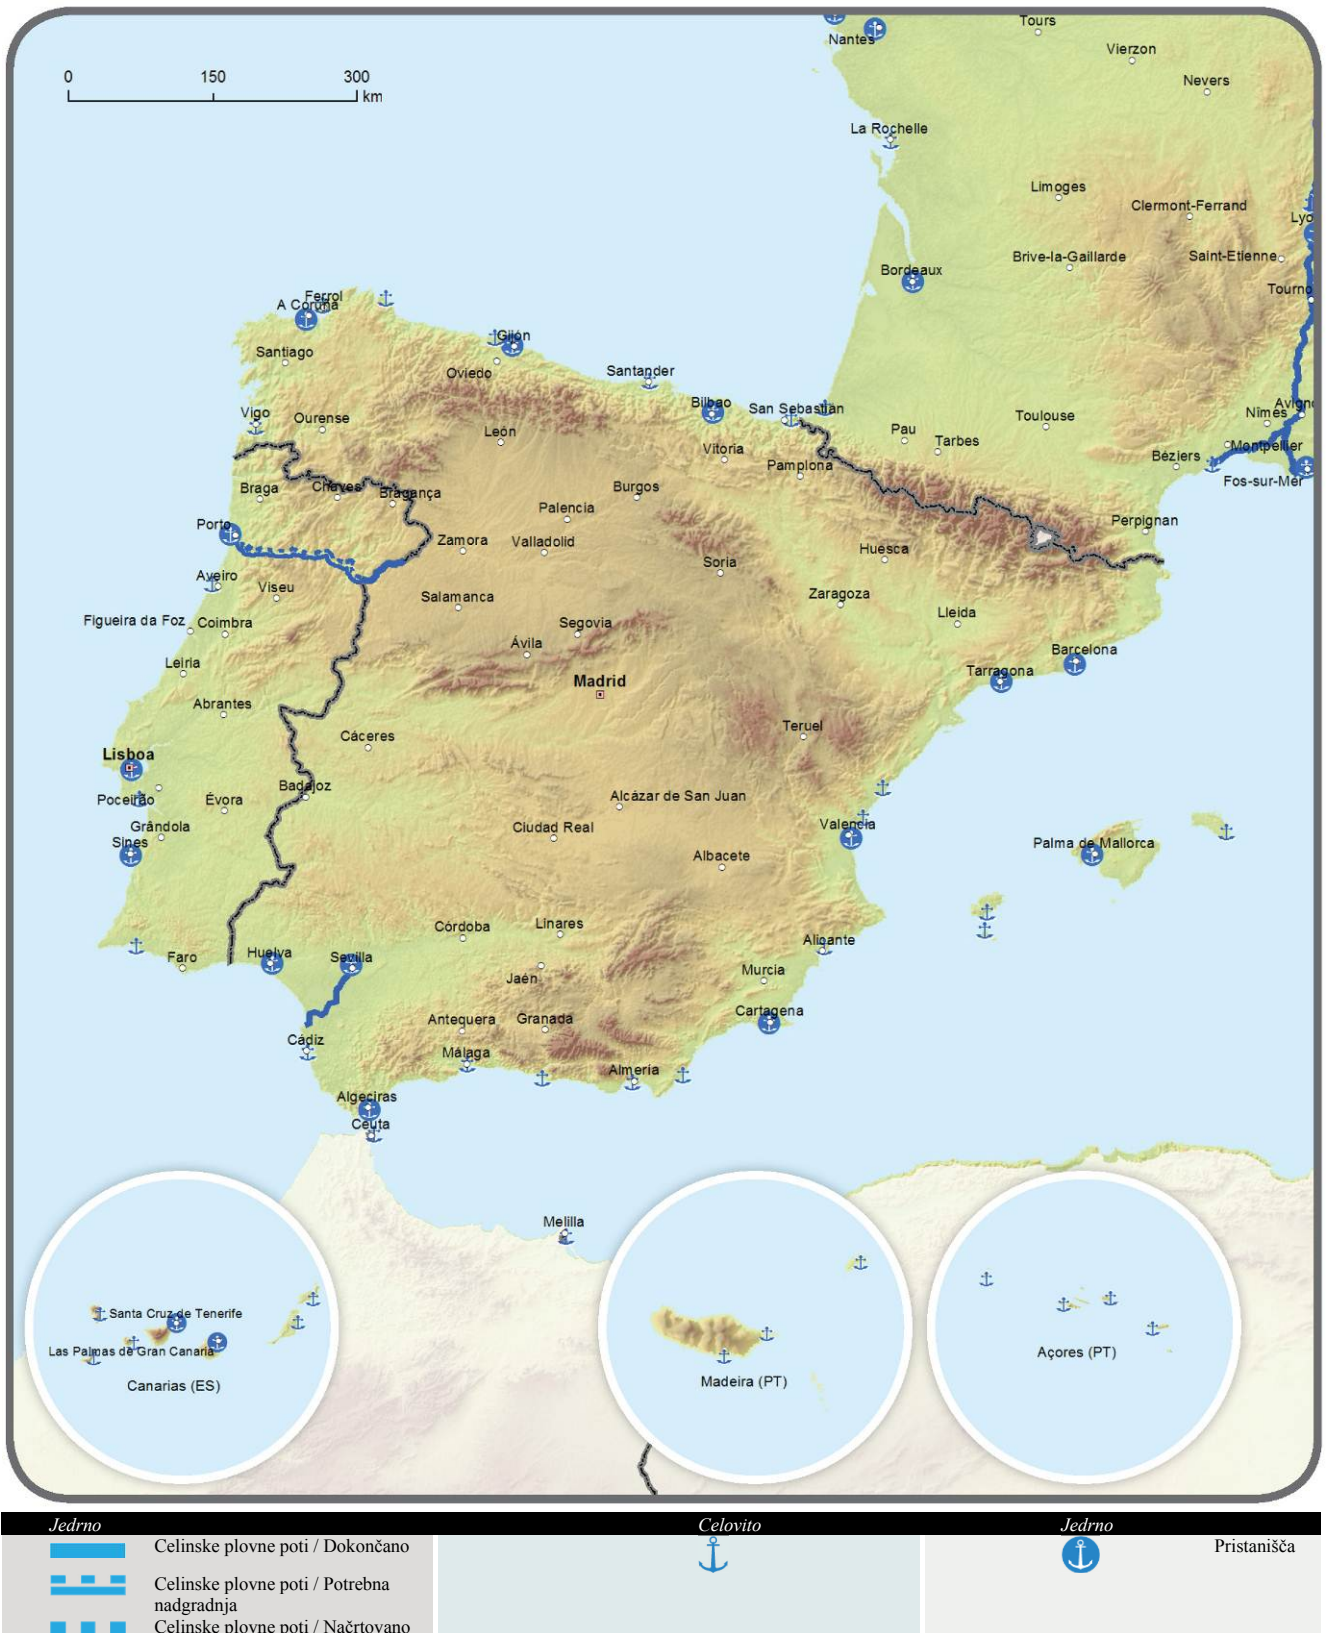 Tours
Nantes
Vierzon
0 150 300
km
Nevers
La Rochelle
Limoges
Clermont-Ferrand
Lyo
Brive-la-Gaillarde
Saint-Etienne
Bordeaux
Tourno
Ferrol
A Coruña
Gijón
Santiago
Oviedo
Santander
Bilbao
San Sebastián
Avigno
Nîmes
Vigo
Ourense
Toulouse
León
Pau
Tarbes
Vitoria
Montpellier
Béziers
Pamplona
Fos-sur-Mer
Braga
Chaves
Bragança
Burgos
Palencia
Perpignan
Porto
Zamora
Valladolid
Huesca
Soria
Aveiro
Viseu
Salamanca
Zaragoza
Lleida
Figueira da Foz
Coimbra
Segovia
Ávila
Barcelona
Leiria
Tarragona
Madrid
Abrantes
Teruel
Cáceres
Lisboa
Badajoz
Poceirão
Évora
Alcázar de San Juan
Grândola
Ciudad Real
Valencia
Sines
Palma de Mallorca
Albacete
Córdoba
Linares
Alicante
Faro
Huelva
Sevilla
Jaén
Murcia
Cartagena
Antequera
Granada
Cádiz
Málaga
Almería
Algeciras
Ceuta
Melilla
Santa Cruz de Tenerife
Las Palmas de Gran Canaria
Canarias (ES)
Madeira (PT)
Açores (PT)
Jedrno Celovito Jedrno
Celinske plovne poti / Dokončano
Pristanišča
Celinske plovne poti / Potrebna
nadgradnja
Celinske plovne poti / Načrtovano